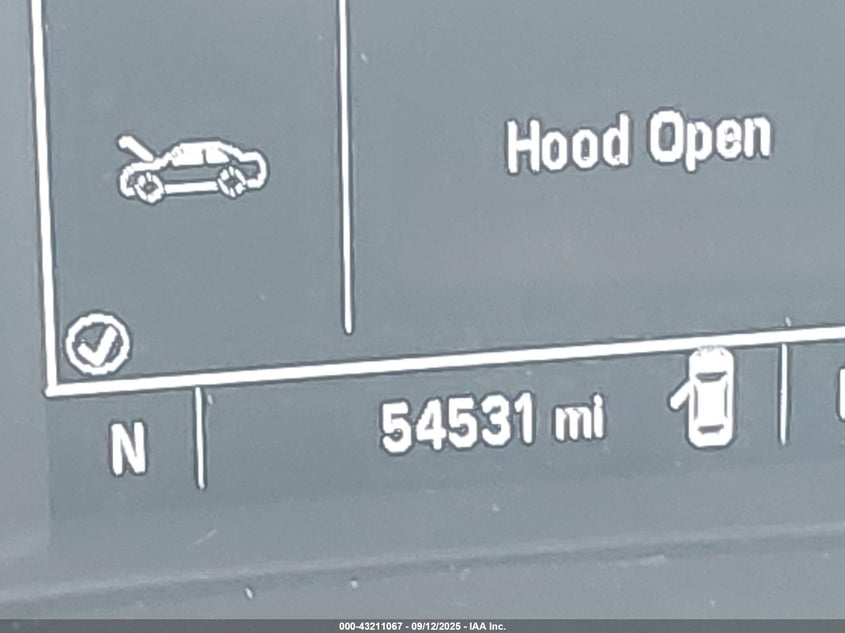 Hood Open
N 54531 mi
000-43211067 - 09/12/2025 - IAA Inc.